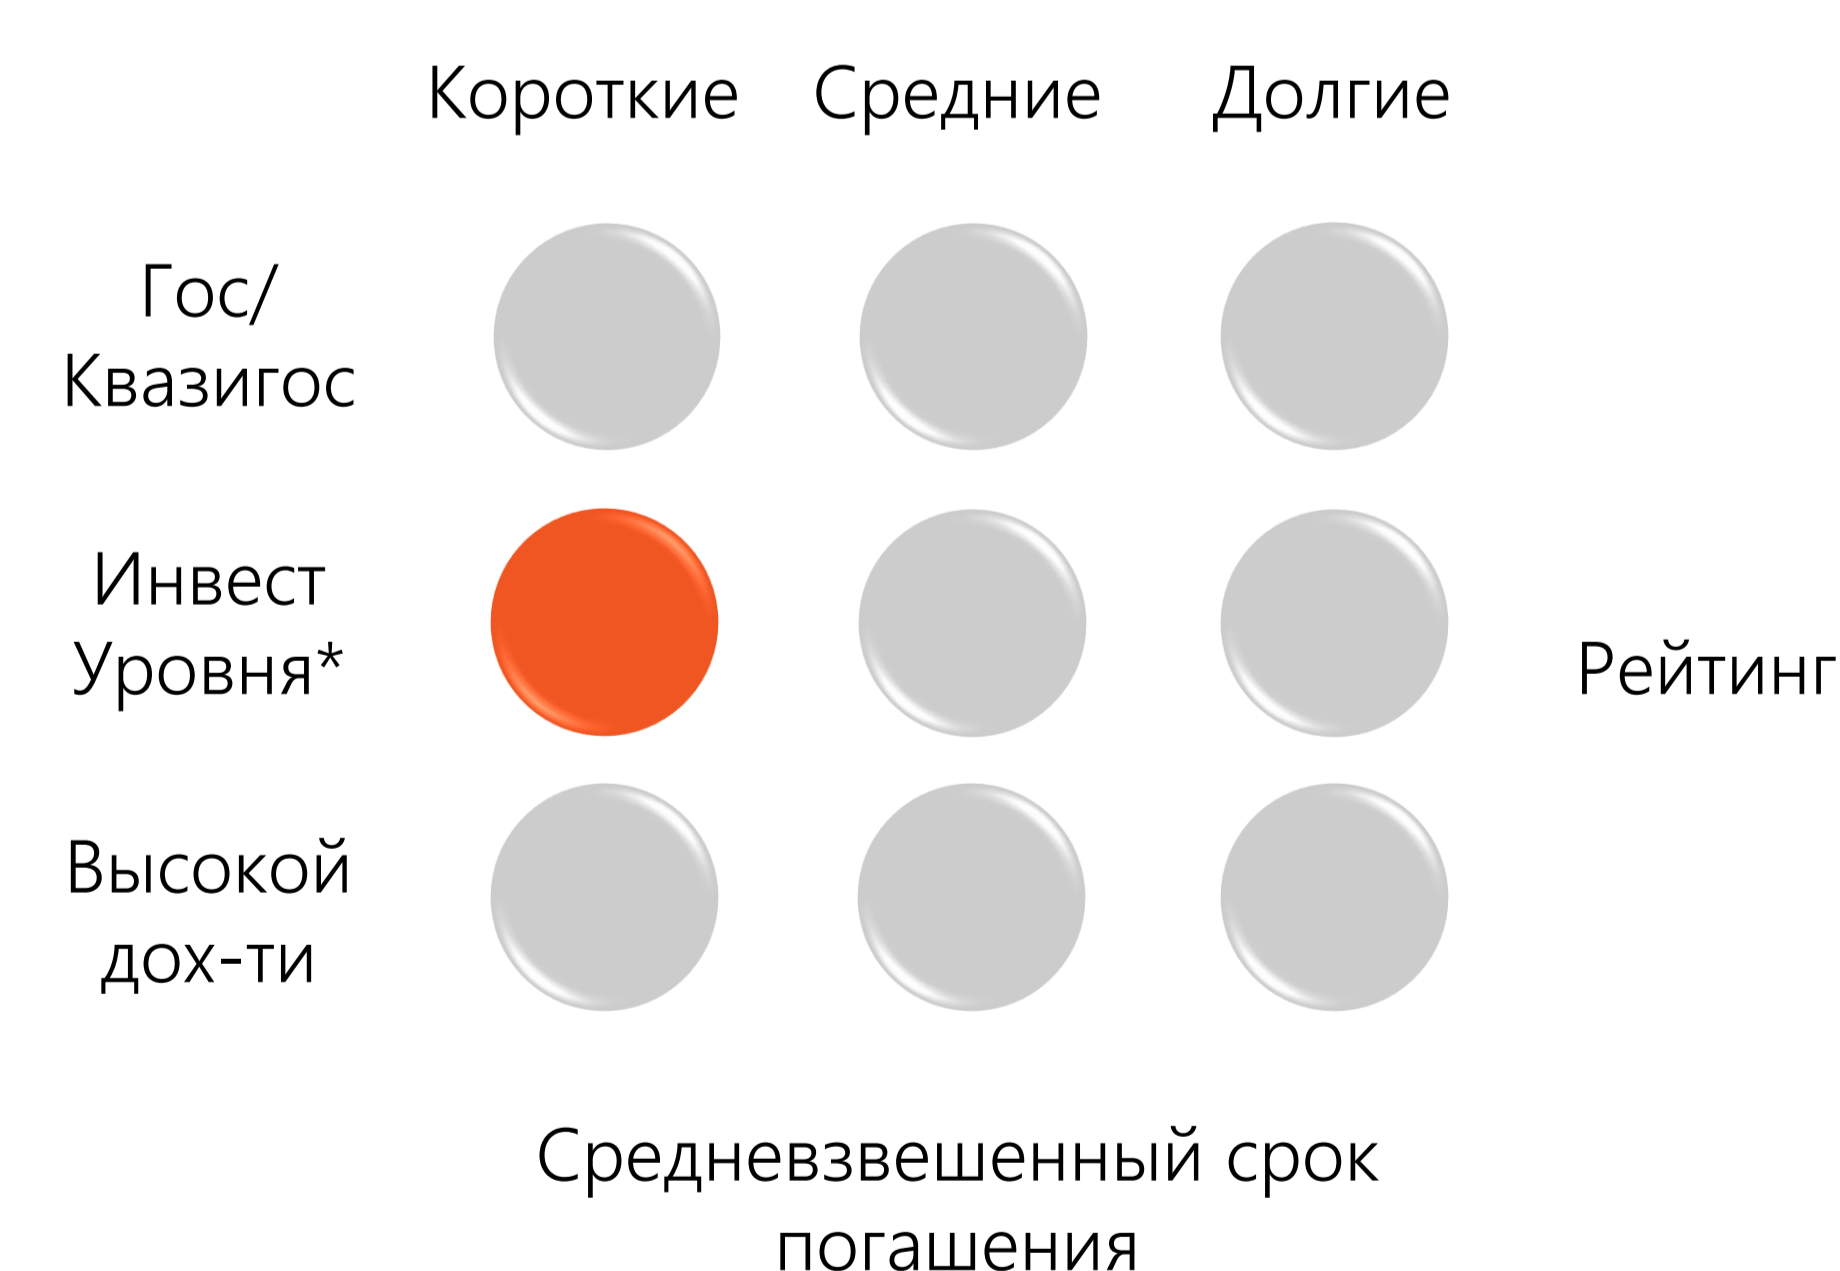 Короткие Средние Долгие
Гос/
Квазигос
Инвест
Уровня*
Рейтинг
Высокой
дох-ти
Средневзвешенный срок
погашения